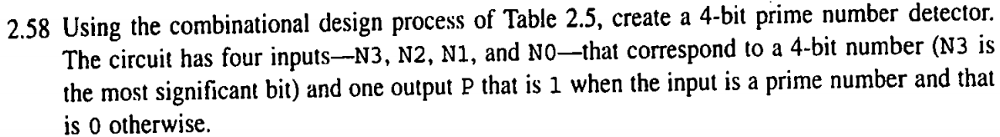 2.58 Using the combinational design process of Table 2.5, create a 4-bit prime number detector.
The circuit has four inputs—N3, N2, N1, and N0—that correspond to a 4-bit number (N3 is
the most significant bit) and one output P that is 1 when the input is a prime number and that
is 0 otherwise.